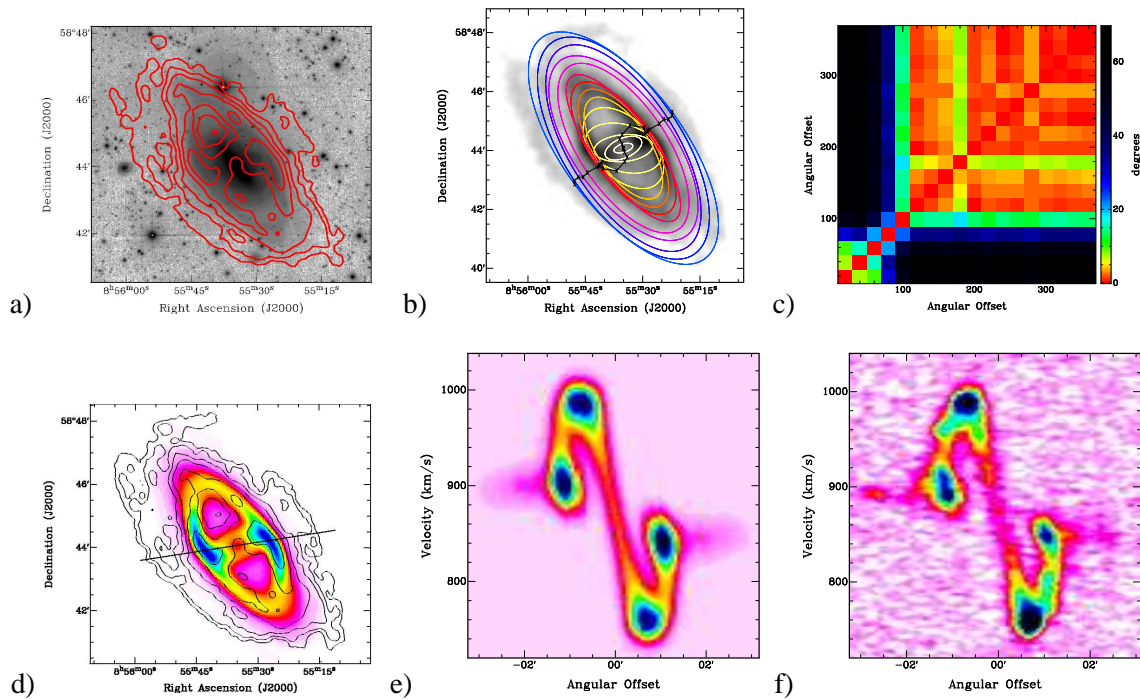 58°48' 46' 44' 42'
Declination (J2000)
8ʰ56ᵐ00ˢ 55ᵐ45ˢ 55ᵐ30ˢ 55ᵐ15ˢ
Right Ascension (J2000)
a)
58°48' 46' 44' 42' 40'
Declination (J2000)
8ʰ56ᵐ00ˢ 55ᵐ45ˢ 55ᵐ30ˢ 55ᵐ15ˢ
Right Ascension (J2000)
b)
300 200 100
Angular Offset
100 200 300
Angular Offset
60 40 20 0
degrees
c)
58°48' 46' 44' 42'
Declination (J2000)
8ʰ56ᵐ00ˢ 55ᵐ45ˢ 55ᵐ30ˢ 55ᵐ15ˢ
Right Ascension (J2000)
d)
1000 900 800
Velocity (km/s)
−02' 00' 02'
Angular Offset
e)
1000 900 800
Velocity (km/s)
−02' 00' 02'
Angular Offset
f)